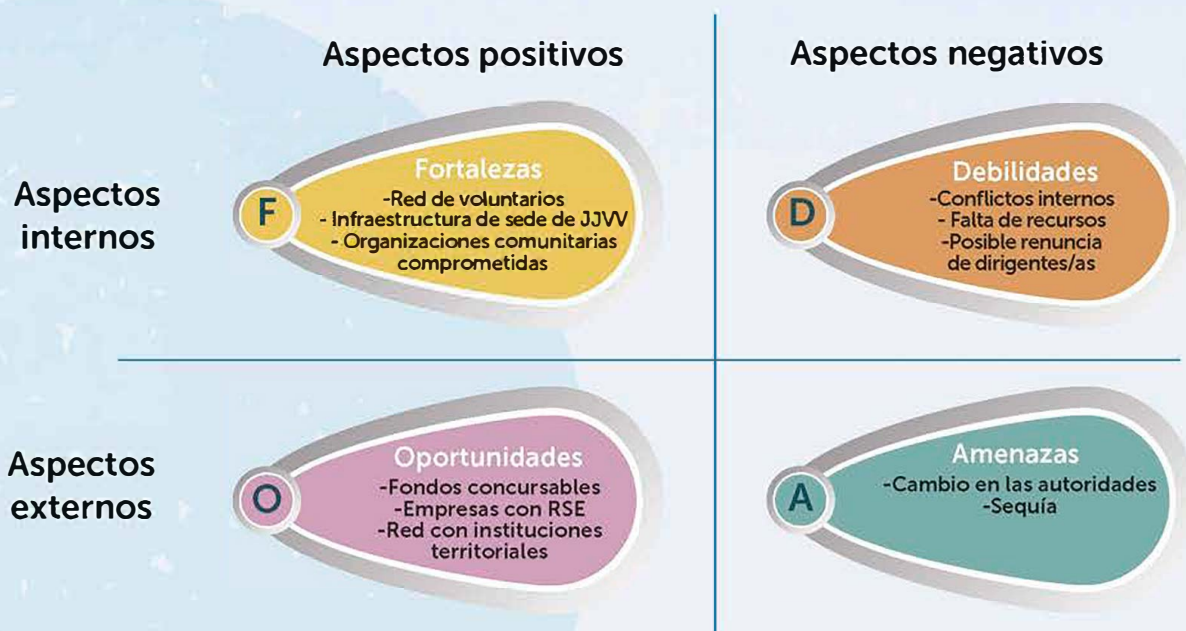 Aspectos positivos
Aspectos negativos
Aspectos
internos
F
Fortalezas
-Red de voluntarios
- Infraestructura de sede de JJVV
- Organizaciones comunitarias
comprometidas
D
Debilidades
-Conflictos internos
- Falta de recursos
-Posible renuncia
de dirigentes/as
Aspectos
externos
O
Oportunidades
-Fondos concursables
-Empresas con RSE
-Red con instituciones
territoriales
A
Amenazas
-Cambio en las autoridades
-Sequía